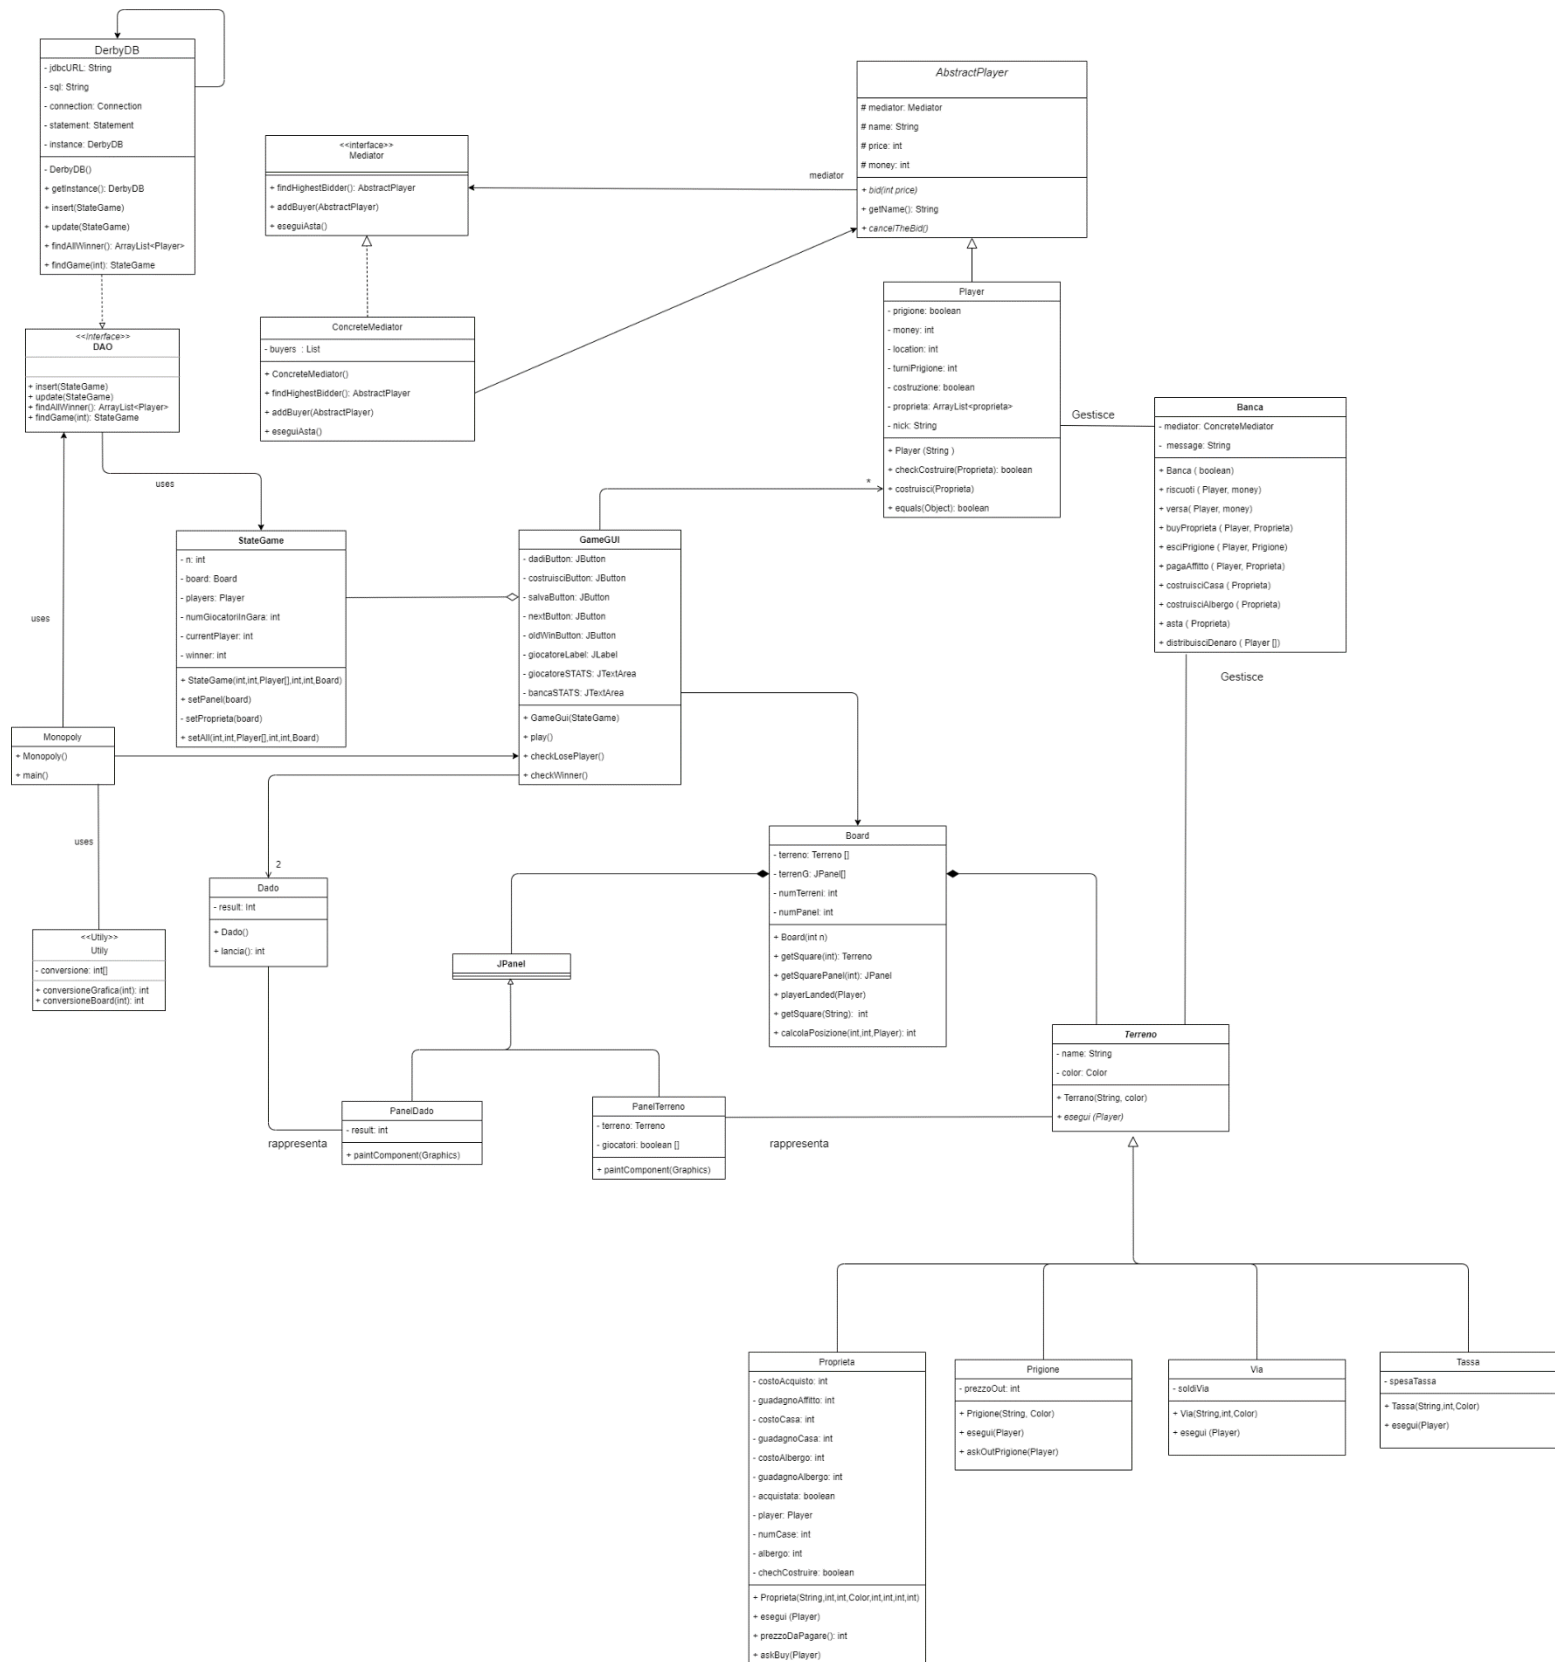 DerbyDB
- jdbcURL: String
- sql: String
- connection: Connection
- statement: Statement
- instance: DerbyDB
- DerbyDB()
+ getInstance(): DerbyDB
+ insert(StateGame)
+ update(StateGame)
+ findAllWinner(): ArrayList<Player>
+ findGame(int): StateGame
<<interface>>
Mediator
+ findHighestBidder(): AbstractPlayer
+ addBuyer(AbstractPlayer)
+ eseguiAsta()
mediator
AbstractPlayer
# mediator: Mediator
# name: String
# price: int
# money: int
+ bid(int price)
+ getName(): String
+ cancelTheBid()
<<interface>>
DAO
+ insert(StateGame)
+ update(StateGame)
+ findAllWinner(): ArrayList<Player>
+ findGame(int): StateGame
ConcreteMediator
- buyers : List
+ ConcreteMediator()
+ findHighestBidder(): AbstractPlayer
+ addBuyer(AbstractPlayer)
+ eseguiAsta()
Player
- prigione: boolean
- money: int
- location: int
- turniPrigione: int
- costruzione: boolean
- proprieta: ArrayList<proprieta>
- nick: String
+ Player (String )
+ checkCostruire(Proprieta): boolean
+ costruisci(Proprieta)
+ equals(Object): boolean
Gestisce
Banca
- mediator: ConcreteMediator
- message: String
+ Banca ( boolean)
+ riscuoti ( Player, money)
+ versa( Player, money)
+ buyProprieta ( Player, Proprieta)
+ esciPrigione ( Player, Prigione)
+ pagaAffitto ( Player, Proprieta)
+ costruisciCasa ( Proprieta)
+ costruisciAlbergo ( Proprieta)
+ asta ( Proprieta)
+ distribuisciDenaro ( Player [])
uses
*
StateGame
- n: int
- board: Board
- players: Player
- numGiocatoriInGara: int
- currentPlayer: int
- winner: int
+ StateGame(int,int,Player[],int,int,Board)
+ setPanel(board)
- setProprieta(board)
+ setAll(int,int,Player[],int,int,Board)
GameGUI
- dadiButton: JButton
- costruisciButton: JButton
- salvaButton: JButton
- nextButton: JButton
- oldWinButton: JButton
- giocatoreLabel: JLabel
- giocatoreSTATS: JTextArea
- bancaSTATS: JTextArea
+ GameGui(StateGame)
+ play()
+ checkLosePlayer()
+ checkWinner()
uses
Gestisce
Monopoly
+ Monopoly()
+ main()
uses
2
Dado
- result: int
+ Dado()
+ lancia(): int
Board
- terreno: Terreno []
- terrenG: JPanel[]
- numTerreni: int
- numPanel: int
+ Board(int n)
+ getSquare(int): Terreno
+ getSquarePanel(int): JPanel
+ playerLanded(Player)
+ getSquare(String): int
+ calcolaPosizione(int,int,Player): int
<<Utily>>
Utily
- conversione: int[]
+ conversioneGrafica(int): int
+ conversioneBoard(int): int
JPanel
Terreno
- name: String
- color: Color
+ Terrano(String, color)
+ esegui (Player)
PanelDado
- result: int
+ paintComponent(Graphics)
rappresenta
PanelTerreno
- terreno: Terreno
- giocatori: boolean []
+ paintComponent(Graphics)
rappresenta
Proprieta
- costoAcquisto: int
- guadagnoAffitto: int
- costoCasa: int
- guadagnoCasa: int
- costoAlbergo: int
- guadagnoAlbergo: int
- acquistata: boolean
- player: Player
- numCase: int
- albergo: int
- chechCostruire: boolean
+ Proprieta(String,int,int,Color,int,int,int,int)
+ esegui (Player)
+ prezzoDaPagare(): int
+ askBuy(Player)
Prigione
- prezzoOut: int
+ Prigione(String, Color)
+ esegui(Player)
+ askOutPrigione(Player)
Via
- soldiVia
+ Via(String,int,Color)
+ esegui (Player)
Tassa
- spesaTassa
+ Tassa(String,int,Color)
+ esegui(Player)